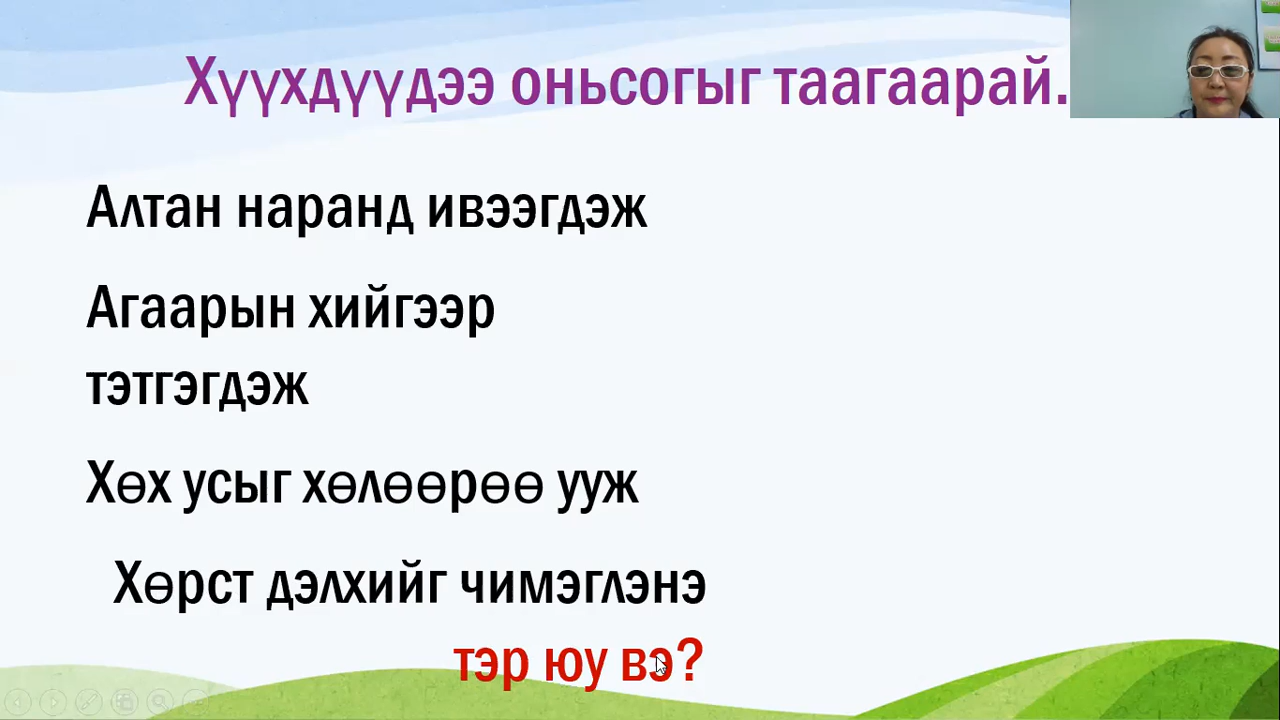 Хүүхдүүдээ оньсогыг таагаарай.
Алтан наранд ивээгдэж
Агаарын хийгээр
тэтгэгдэж
Хөх усыг хөлөөрөө ууж
Хөрст дэлхийг чимэглэнэ
тэр юу вэ?